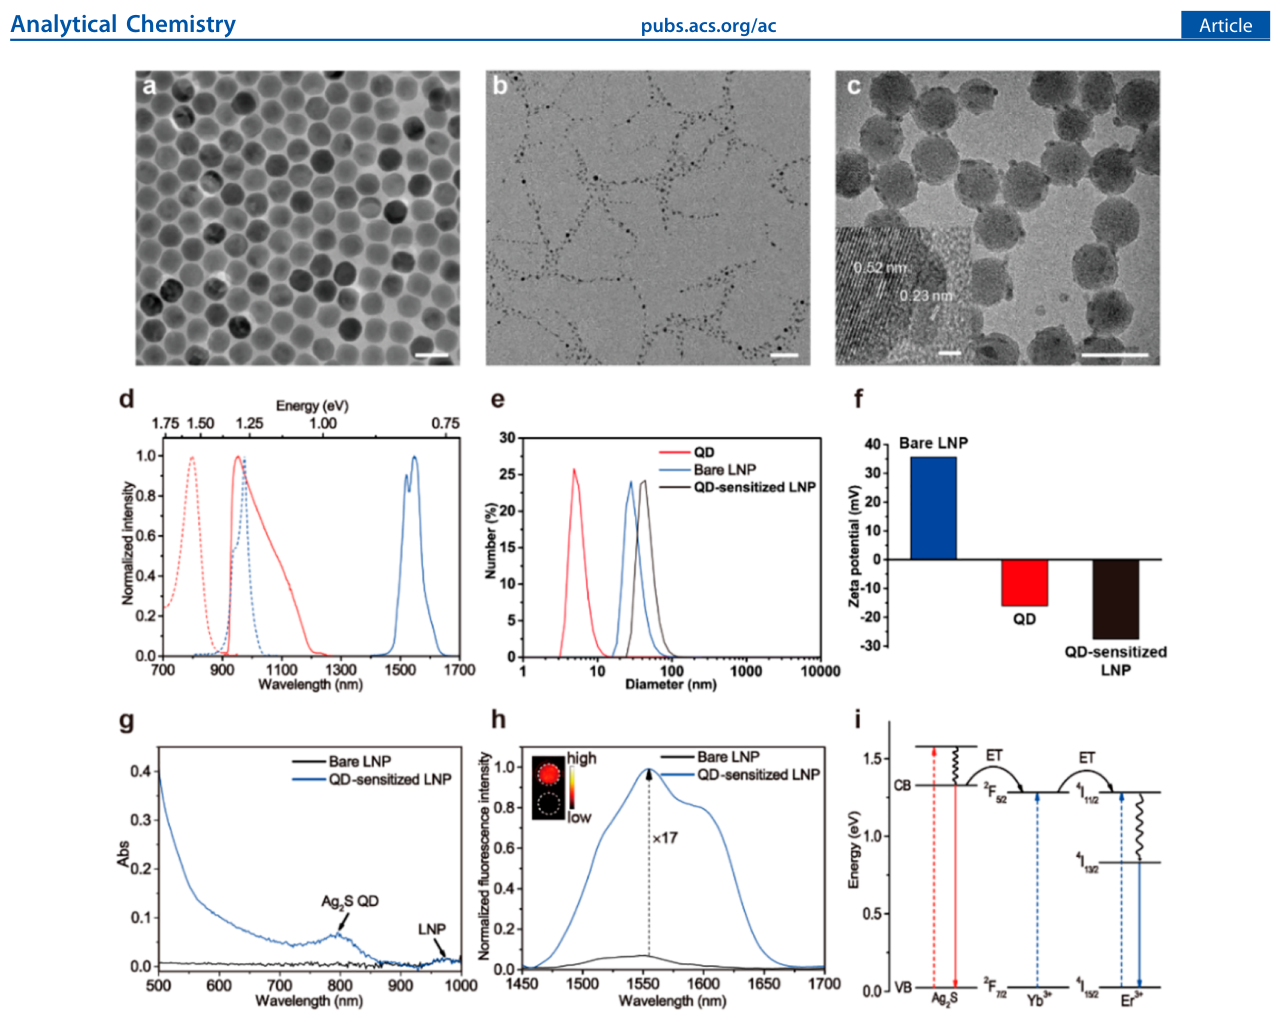 Analytical Chemistry
pubs.acs.org/ac
Article
a
b
c
0.52 nm
0.23 nm
d
Energy (eV)
1.75 1.50 1.25 1.00 0.75
Normalized intensity
1.0
0.8
0.6
0.4
0.2
0.0
700 900 1100 1300 1500 1700
Wavelength (nm)
e
QD
Bare LNP
QD-sensitized LNP
Number (%)
30
25
20
15
10
5
0
1 10 100 1000 10000
Diameter (nm)
f
Bare LNP
Zeta potential (mV)
40
30
20
10
0
-10
-20
-30
QD
QD-sensitized
LNP
g
Bare LNP
QD-sensitized LNP
Abs
0.4
0.3
0.2
0.1
0.0
Ag₂S QD
LNP
500 600 700 800 900 1000
Wavelength (nm)
h
high
low
Bare LNP
QD-sensitized LNP
×17
Normalized fluorescence intensity
1.0
0.8
0.6
0.4
0.2
0.0
1450 1500 1550 1600 1650 1700
Wavelength (nm)
i
Energy (eV)
1.5
1.0
0.5
0.0
ET ET
CB ²F₅/₂ ⁴I₁₁/₂
⁴I₁₃/₂
VB ²F₇/₂ ⁴I₁₅/₂
Ag₂S Yb³⁺ Er³⁺